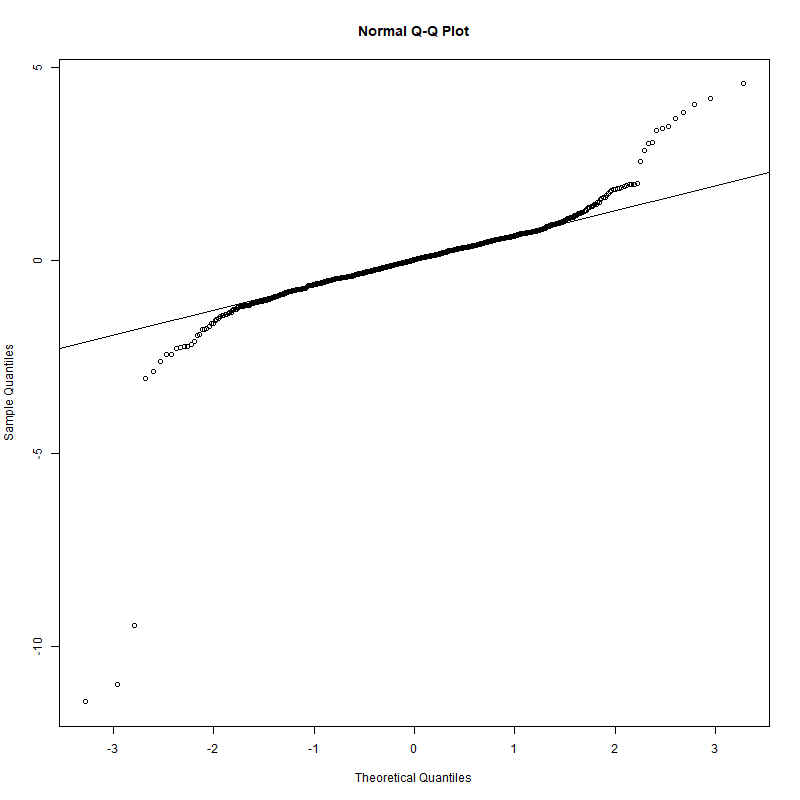 Normal Q-Q Plot
5
0
-5
-10
Sample Quantiles
-3 -2 -1 0 1 2 3
Theoretical Quantiles